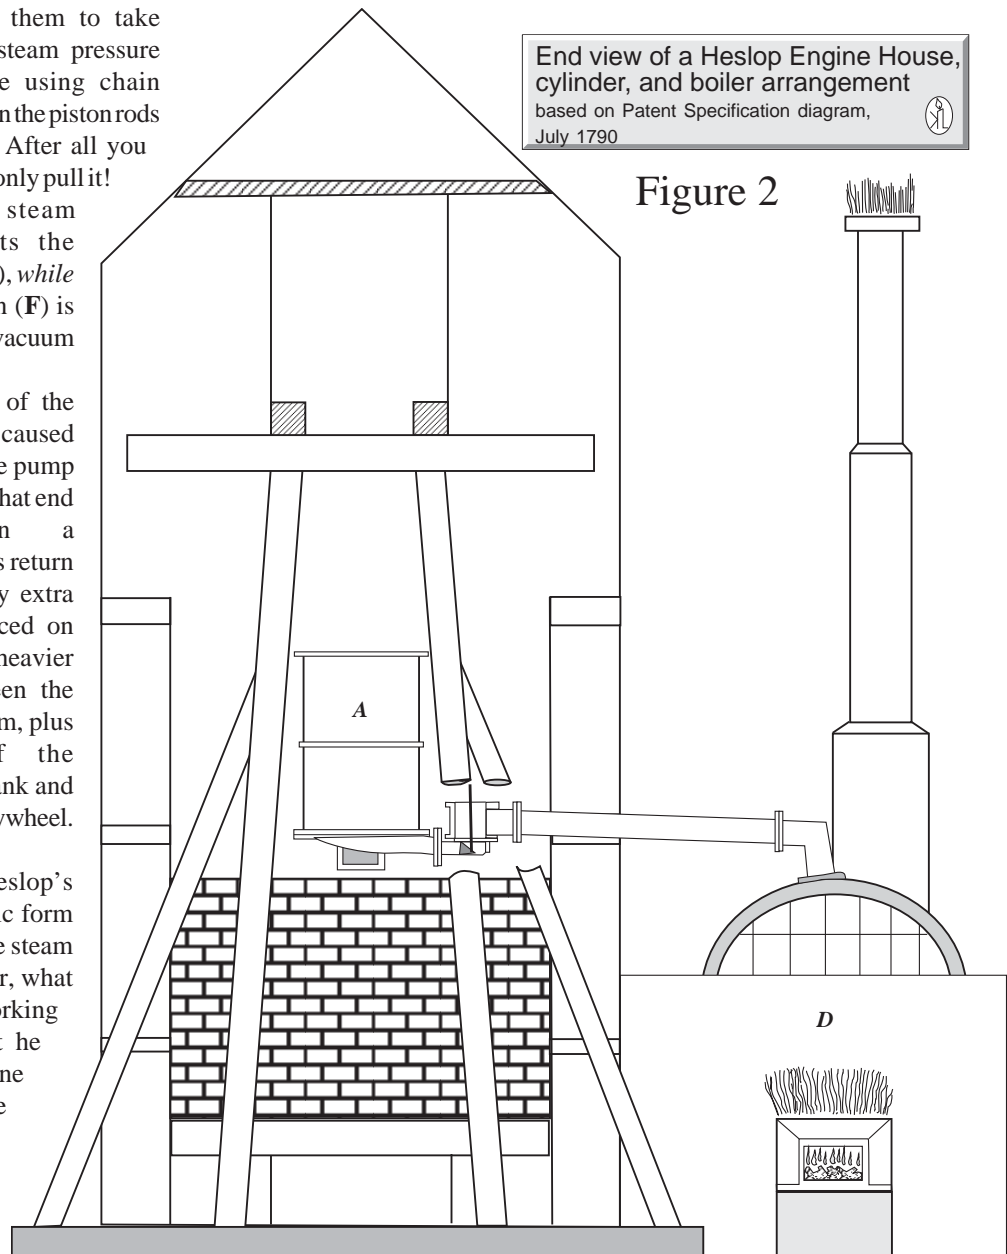 them to take
steam pressure
e using chain
n the piston rods
After all you
only pull it!
steam
ts the
), while
n (F) is
vacuum
of the
caused
e pump
hat end
n a
s return
y extra
ced on
heavier
een the
m, plus
f the
ank and
ywheel.
eslop's
ic form
e steam
r, what
orking
t he
ne
e
End view of a Heslop Engine House,
cylinder, and boiler arrangement
based on Patent Specification diagram,
July 1790
Figure 2
A
D